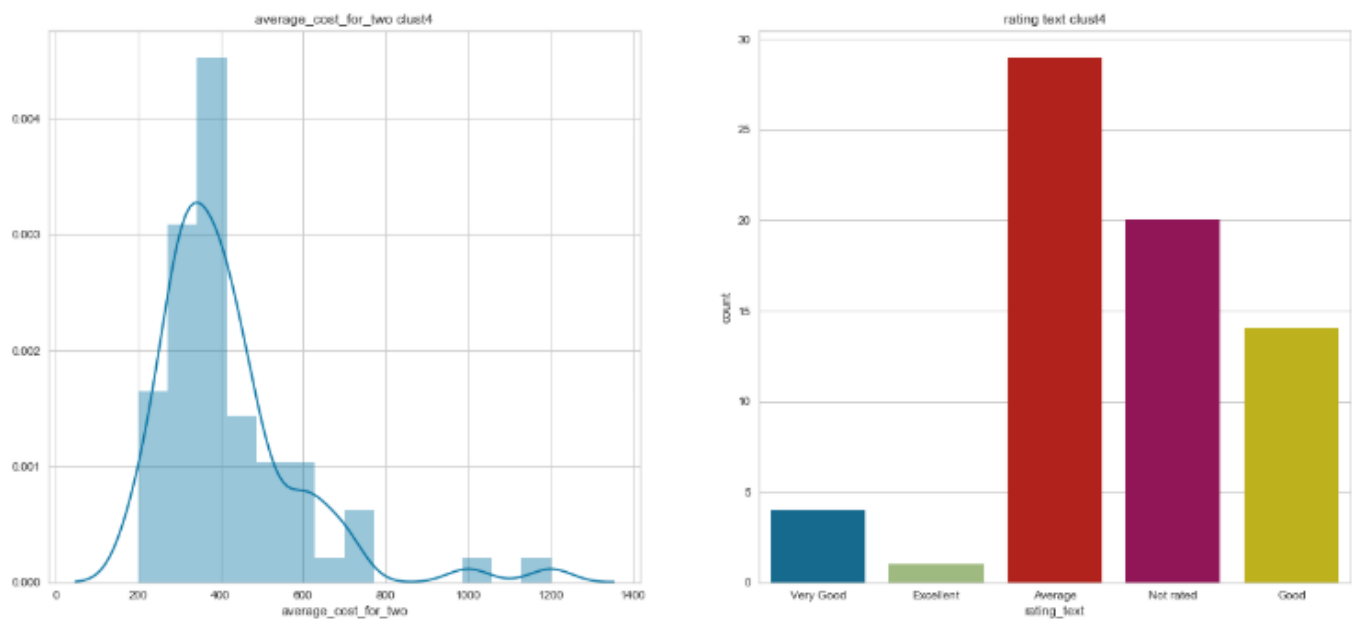 average_cost_for_two clust4
0.004
0.003
0.002
0.001
0.000
0 200 400 600 800 1000 1200 1400
average_cost_for_two
rating text clust4
30
25
20
15
10
5
0
count
Very Good Excellent Average Not rated Good
rating_text